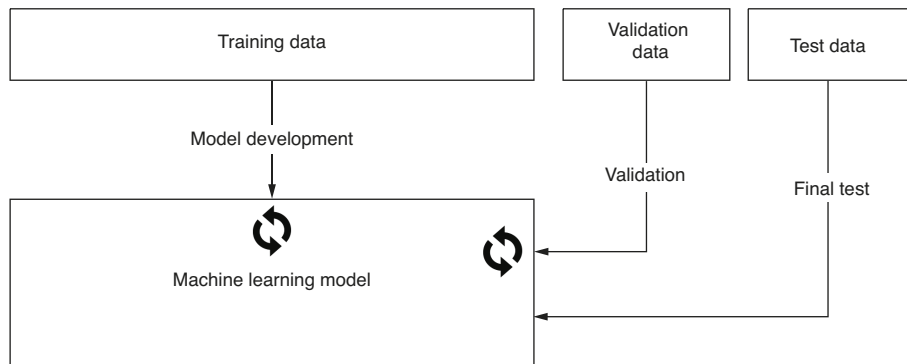 Training data
Validation
data
Test data
Model development
Validation
Final test
Machine learning model